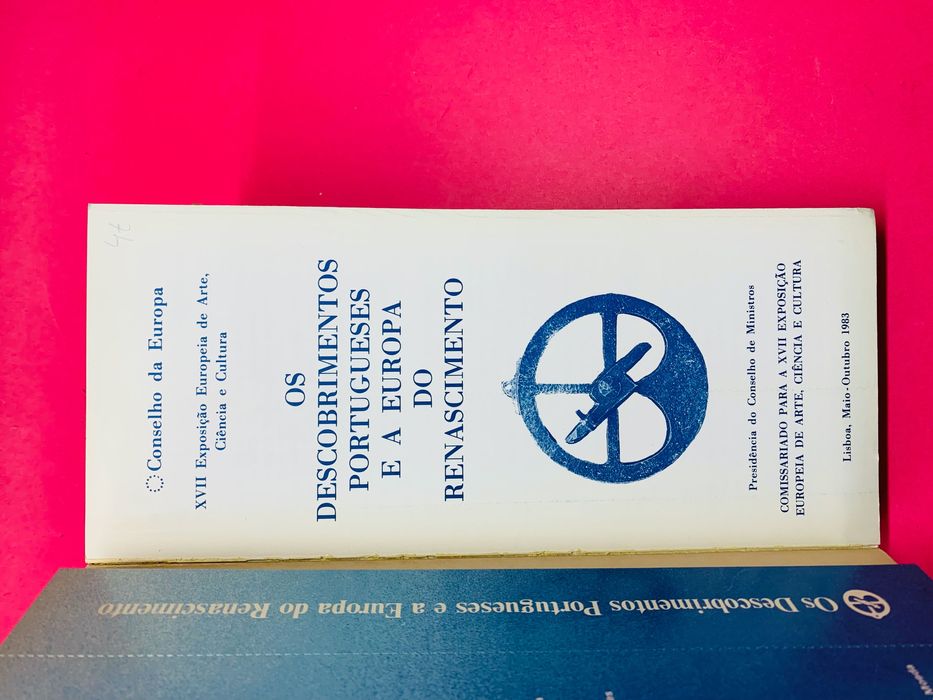 4t
Conselho da Europa
XVII Exposição Europeia de Arte,
Ciência e Cultura
OS
DESCOBRIMENTOS
PORTUGUESES
E A EUROPA
DO
RENASCIMENTO
Presidência do Conselho de Ministros
COMISSARIADO PARA A XVII EXPOSIÇÃO
EUROPEIA DE ARTE, CIÊNCIA E CULTURA
Lisboa, Maio-Outubro 1983
Os Descobrimentos Portugueses e a Europa do Renascimento